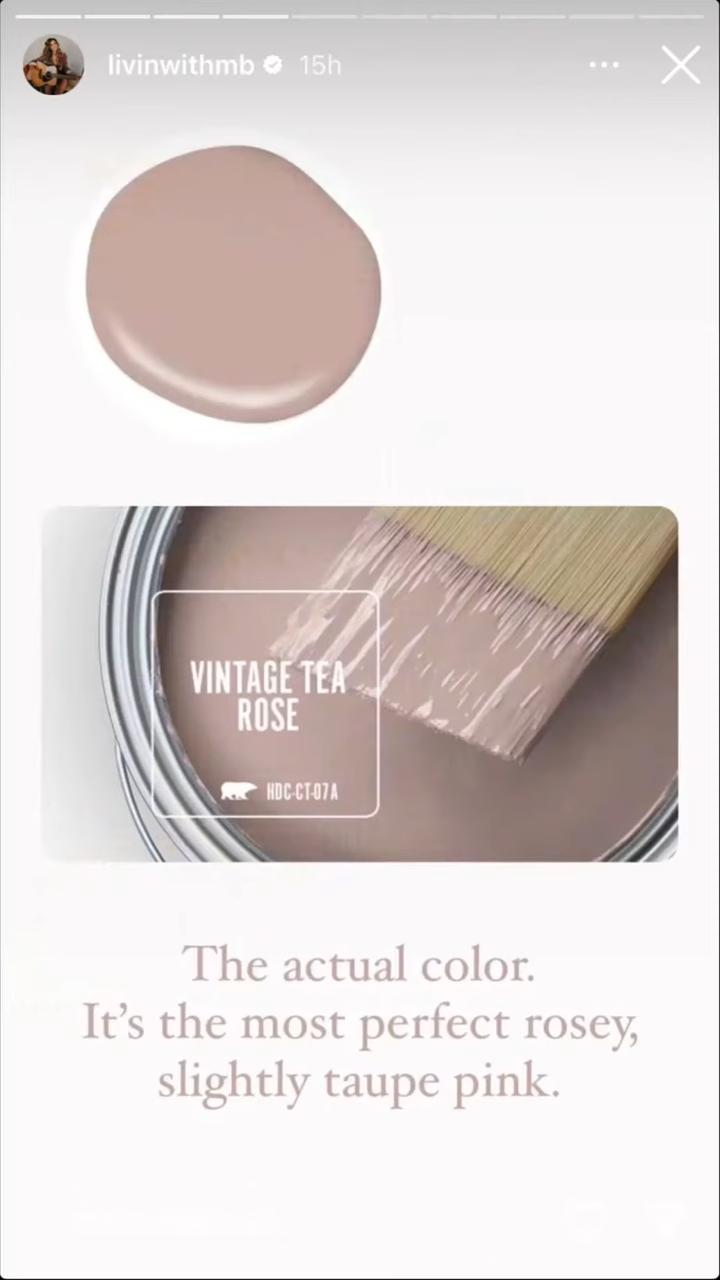 livinwithmb 15h
VINTAGE TEA
ROSE
HDC-CT-07A
The actual color.
It's the most perfect rosey,
slightly taupe pink.